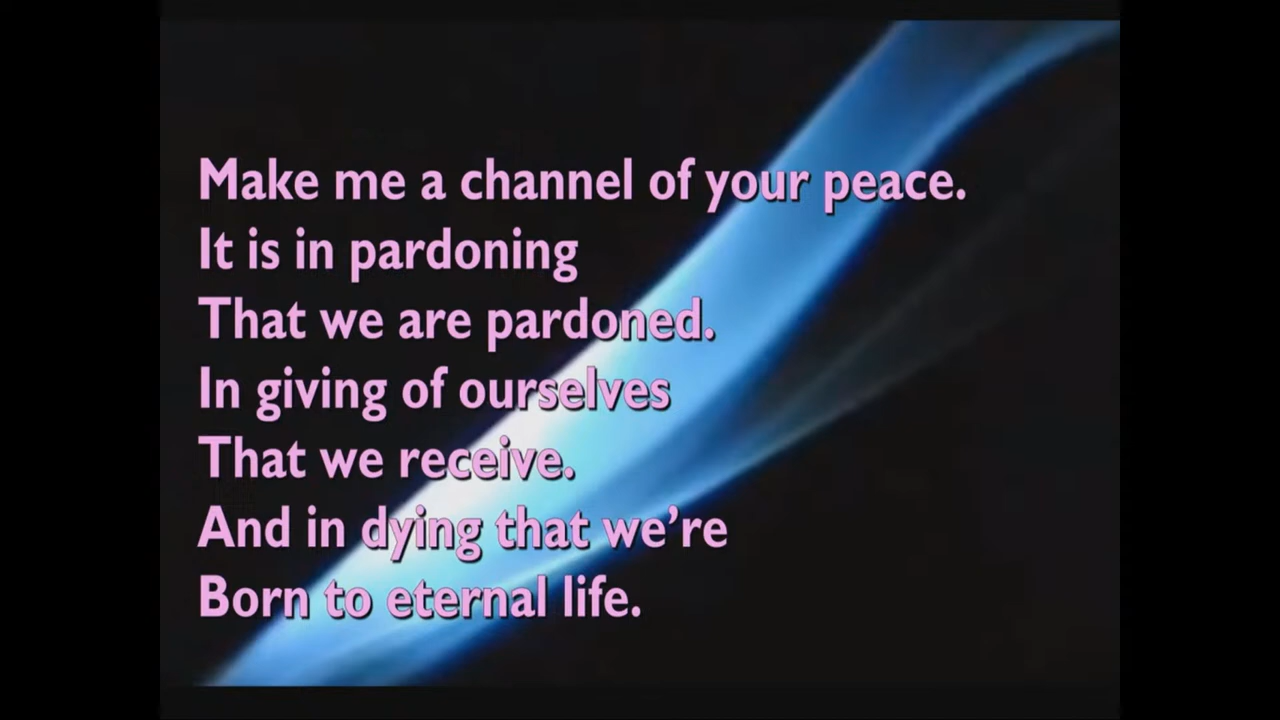 Make me a channel of your peace.
It is in pardoning
That we are pardoned.
In giving of ourselves
That we receive.
And in dying that we’re
Born to eternal life.